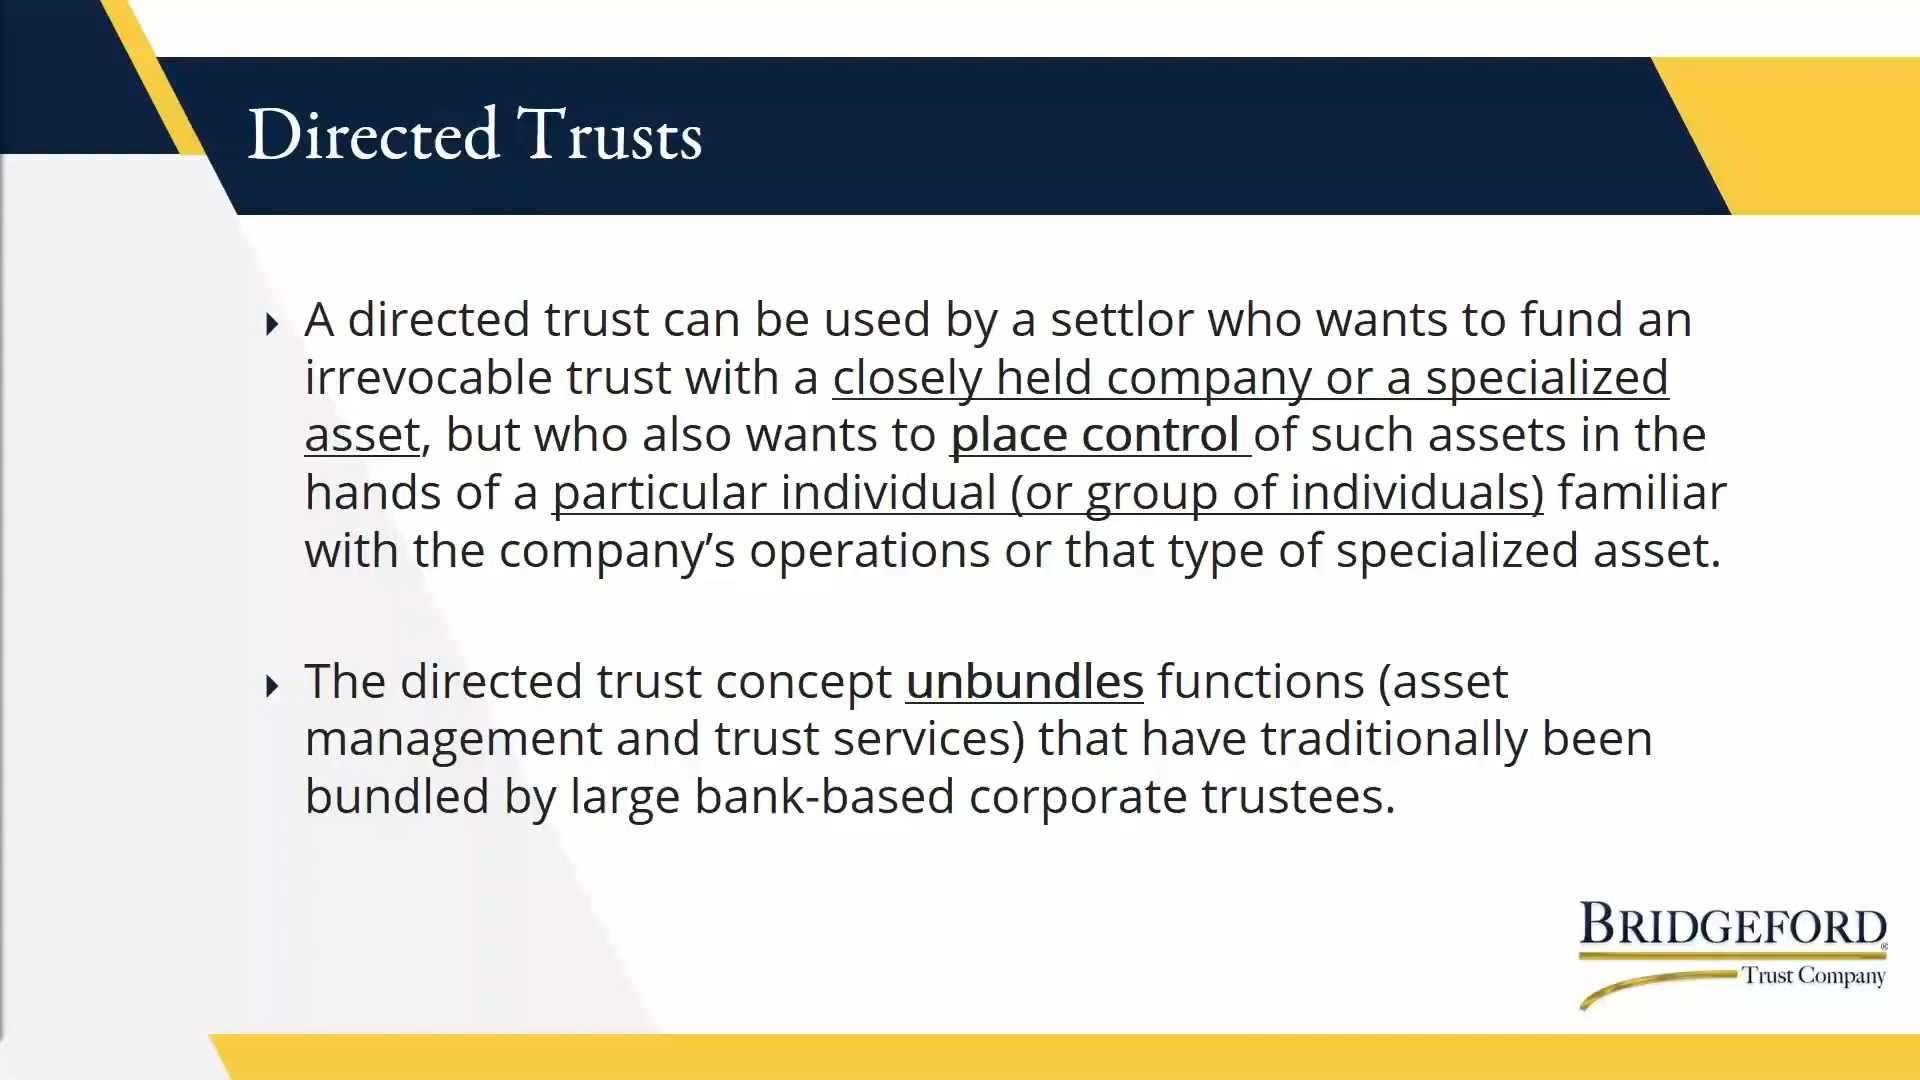 Directed Trusts
A directed trust can be used by a settlor who wants to fund an
irrevocable trust with a closely held company or a specialized
asset, but who also wants to place control of such assets in the
hands of a particular individual (or group of individuals) familiar
with the company’s operations or that type of specialized asset.
The directed trust concept unbundles functions (asset
management and trust services) that have traditionally been
bundled by large bank-based corporate trustees.
BRIDGEFORD®
Trust Company